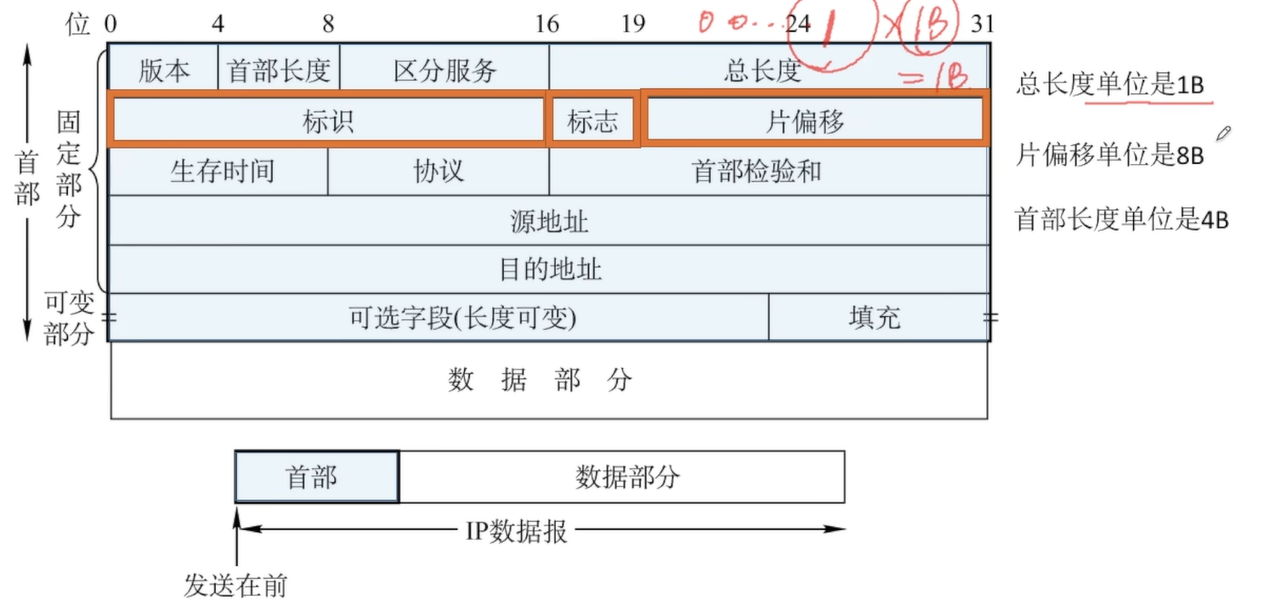 位 0 4 8 16 19 24 31
0 0... 1 × 1B
= 1B
版本 首部长度 区分服务 总长度
总长度单位是1B
标识 标志 片偏移
片偏移单位是8B
生存时间 协议 首部检验和
首部长度单位是4B
源地址
目的地址
可选字段(长度可变) 填充
首部
固定部分
可变部分
数据部分
首部 数据部分
IP数据报
发送在前